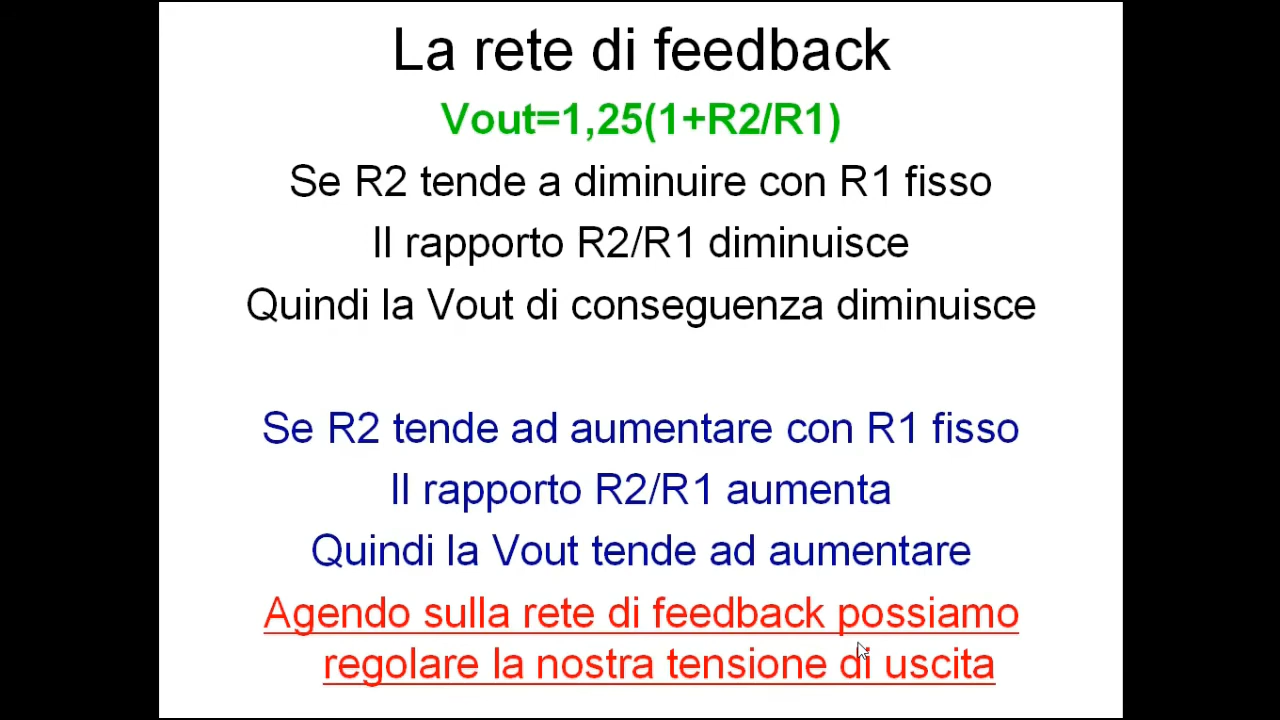 La rete di feedback
Vout=1,25(1+R2/R1)
Se R2 tende a diminuire con R1 fisso
Il rapporto R2/R1 diminuisce
Quindi la Vout di conseguenza diminuisce
Se R2 tende ad aumentare con R1 fisso
Il rapporto R2/R1 aumenta
Quindi la Vout tende ad aumentare
Agendo sulla rete di feedback possiamo
regolare la nostra tensione di uscita